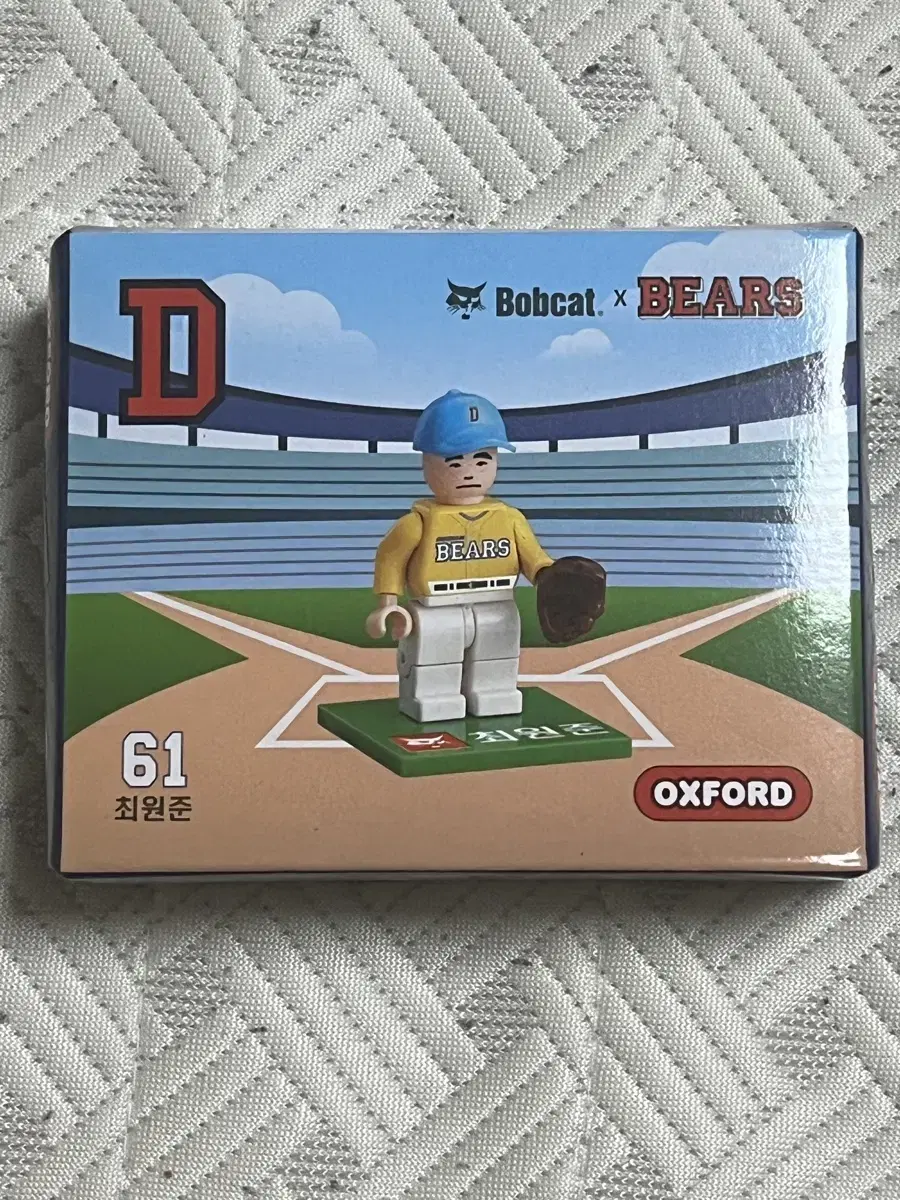 D
Bobcat® x BEARS
D
BEARS
최원준
61
최원준
OXFORD